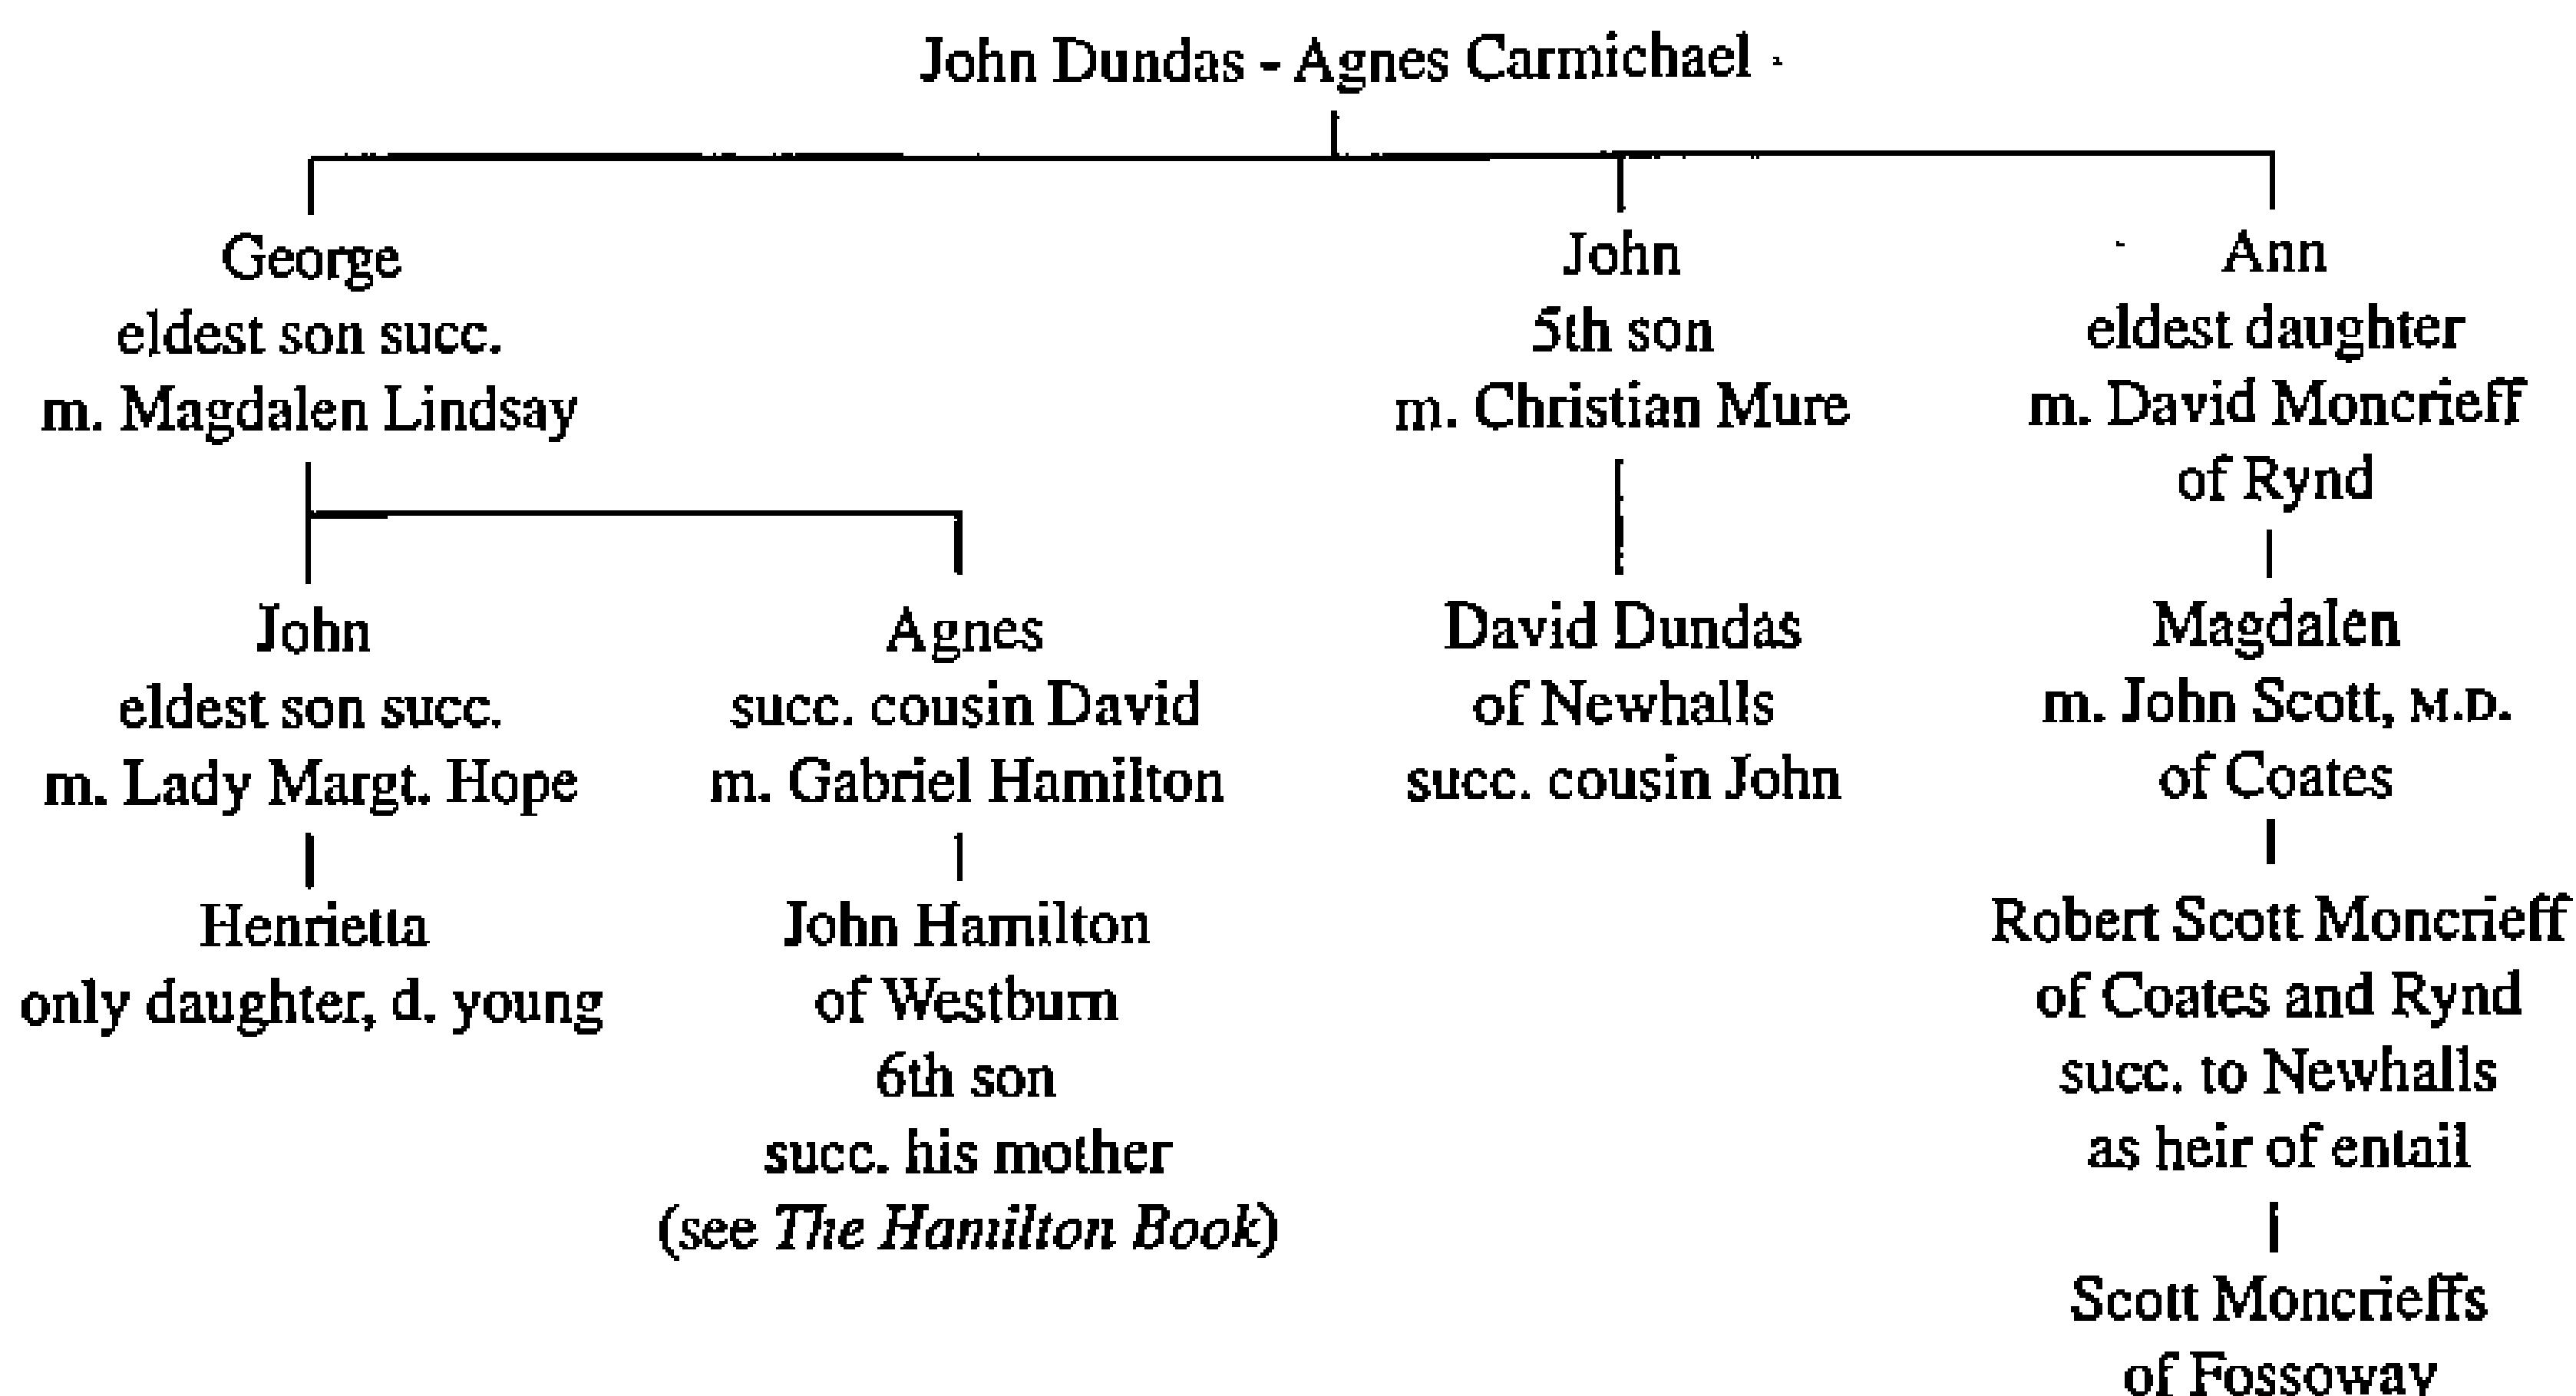 John Dundas - Agnes Carmichael
George
eldest son succ.
m. Magdalen Lindsay
John
5th son
m. Christian Mure
Ann
eldest daughter
m. David Moncrieff
of Rynd
John
eldest son succ.
m. Lady Margt. Hope
Agnes
succ. cousin David
m. Gabriel Hamilton
David Dundas
of Newhalls
succ. cousin John
Magdalen
m. John Scott, M.D.
of Coates
Henrietta
only daughter, d. young
John Hamilton
of Westburn
6th son
succ. his mother
(see The Hamilton Book)
Robert Scott Moncrieff
of Coates and Rynd
succ. to Newhalls
as heir of entail
Scott Moncrieffs
of Fossoway